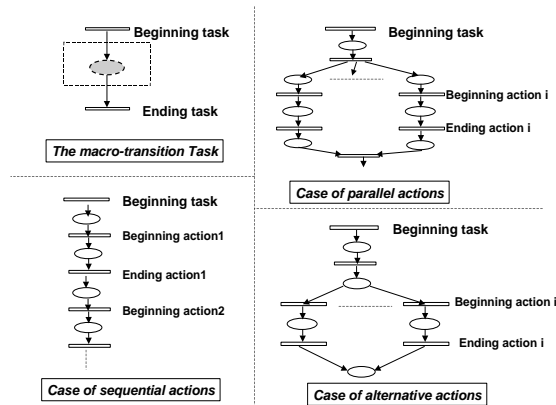 Beginning task
Ending task
The macro-transition Task
Beginning task
Beginning action i
Ending action i
Case of parallel actions
Beginning task
Beginning action1
Ending action1
Beginning action2
Case of sequential actions
Beginning task
Beginning action i
Ending action i
Case of alternative actions